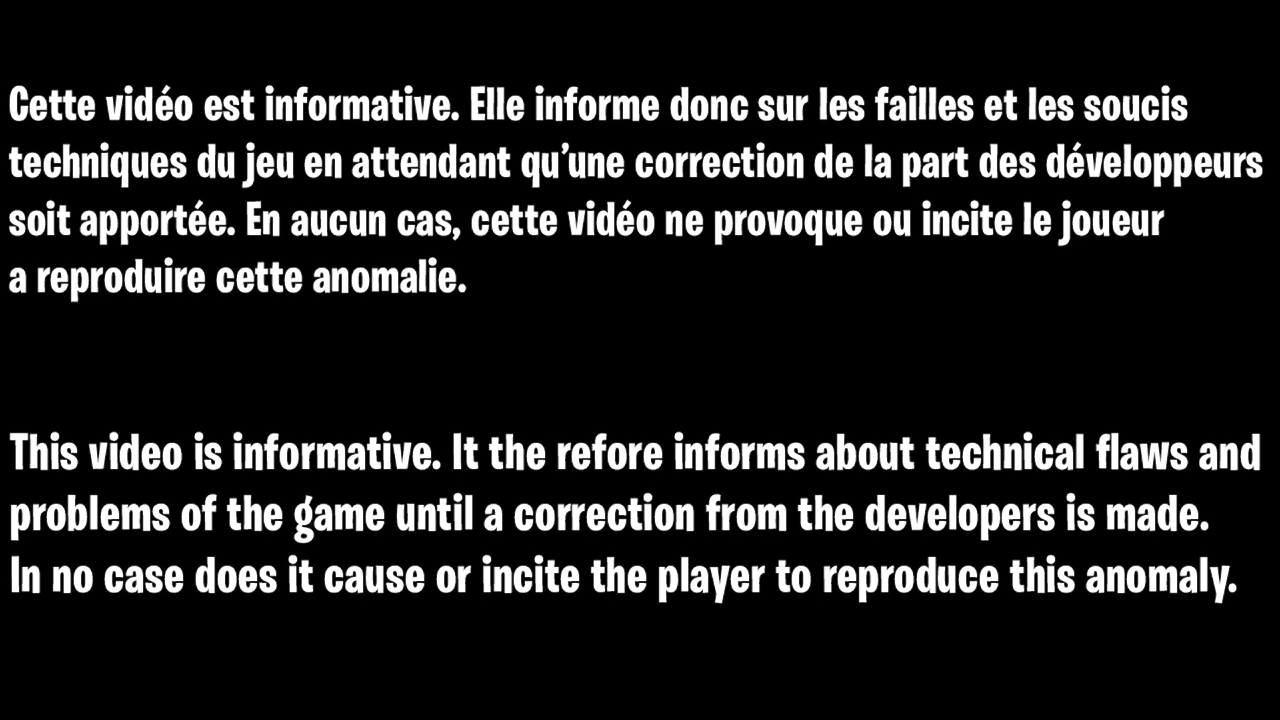 Cette vidéo est informative. Elle informe donc sur les failles et les soucis
techniques du jeu en attendant qu'une correction de la part des développeurs
soit apportée. En aucun cas, cette vidéo ne provoque ou incite le joueur
a reproduire cette anomalie.
This video is informative. It the refore informs about technical flaws and
problems of the game until a correction from the developers is made.
In no case does it cause or incite the player to reproduce this anomaly.